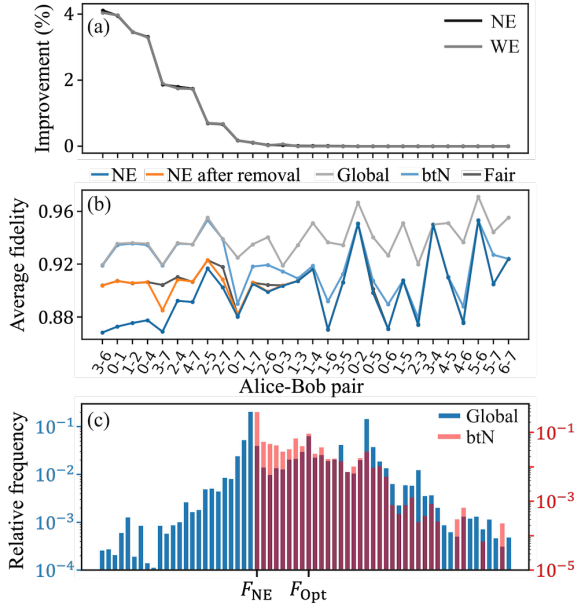 (a)
NE
WE
Improvement (%)
4
2
0
NE
NE after removal
Global
btN
Fair
(b)
Average fidelity
0.96
0.92
0.88
3-6 0-1 1-2 0-4 3-7 2-4 4-7 2-5 2-7 0-7 1-7 2-6 0-3 1-3 1-4 1-6 3-5 0-2 0-5 0-6 1-5 2-3 3-4 4-5 4-6 5-6 5-7 6-7
Alice-Bob pair
(c)
Global
btN
Relative frequency
10⁻¹
10⁻²
10⁻³
10⁻⁴
10⁻¹
10⁻³
10⁻⁵
F_NE
F_Opt